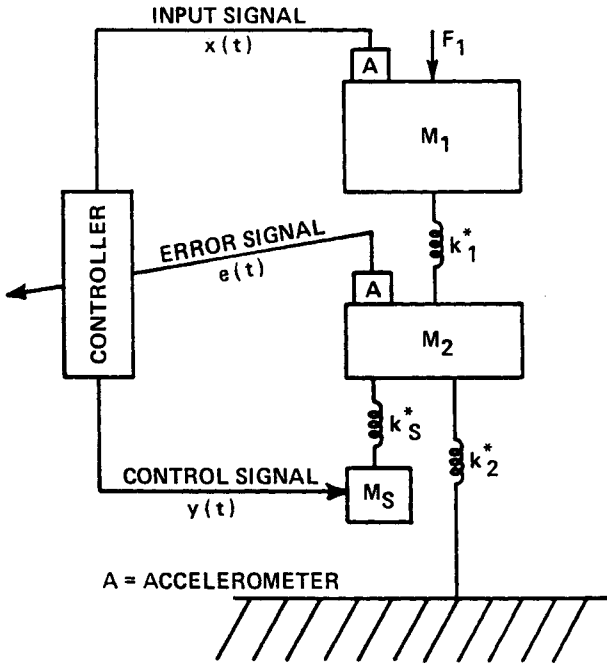 INPUT SIGNAL
x(t)
F1
A
M1
CONTROLLER
ERROR SIGNAL
e(t)
k*1
A
M2
k*S
k*2
CONTROL SIGNAL
y(t)
MS
A = ACCELEROMETER